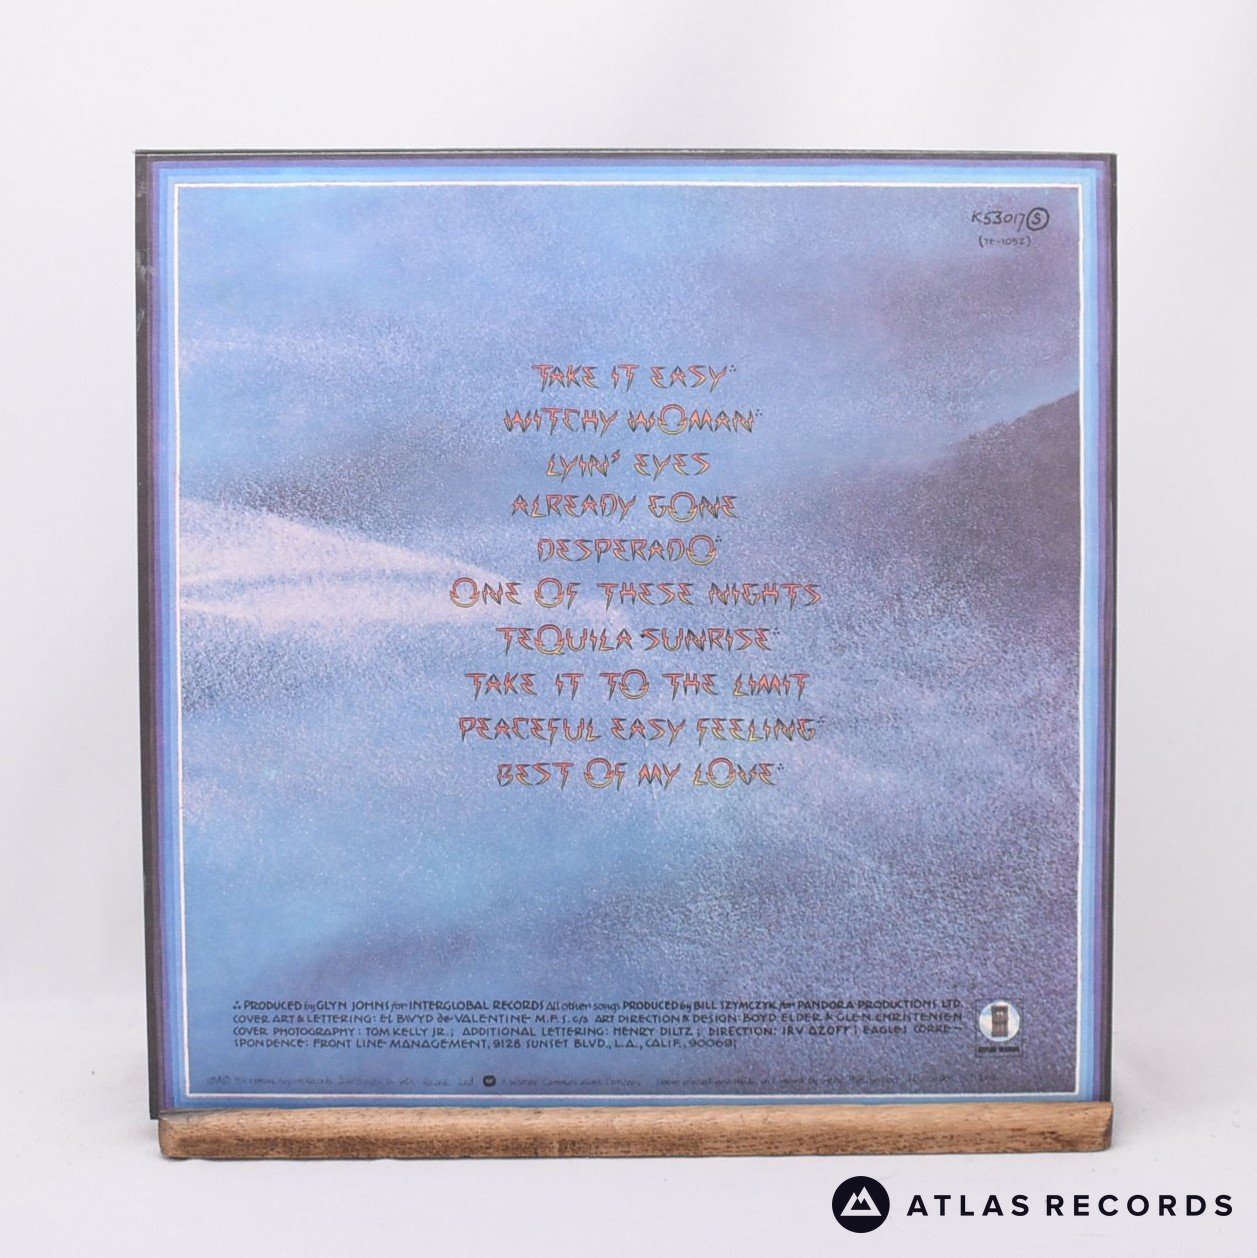 K53017 S
(7E-1052)
TAKE IT EASY∴
WITCHY WOMAN∴
LYIN' EYES
ALREADY GONE
DESPERADO∴
ONE OF THESE NIGHTS
TEQUILA SUNRISE∴
TAKE IT TO THE LIMIT
PEACEFUL EASY FEELING∴
BEST OF MY LOVE∴
∴ PRODUCED by GLYN JOHNS for INTERGLOBAL RECORDS All other songs PRODUCED by BILL SZYMCZYK for PANDORA PRODUCTIONS LTD.
COVER ART & LETTERING: EL BWYD de VALENTINE M.F.S. c/s ART DIRECTION & DESIGN: BOYD ELDER & GLEN CHRISTENSEN
COVER PHOTOGRAPHY: TOM KELLY JR.; ADDITIONAL LETTERING: HENRY DILTZ; DIRECTION: IRV AZOFF; EAGLES CORRE-
SPONDENCE: FRONT LINE MANAGEMENT, 9128 SUNSET BLVD., L.A., CALIF., 90069;
ATLAS RECORDS